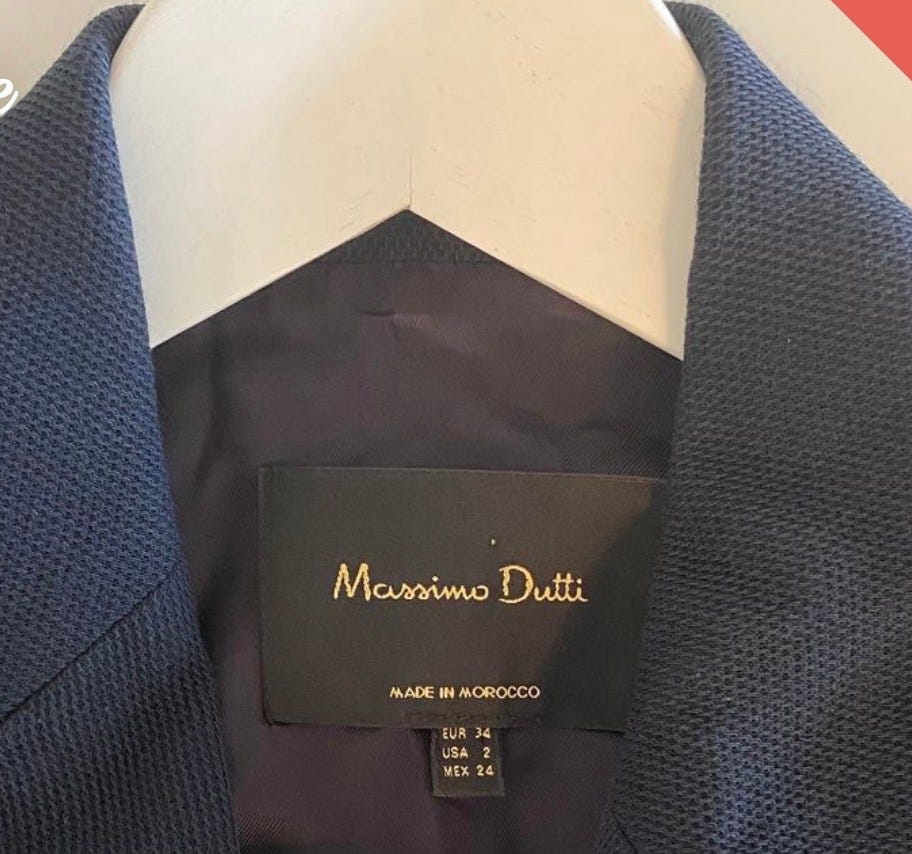 e
Massimo Dutti
MADE IN MOROCCO
EUR 34
USA 2
MEX 24